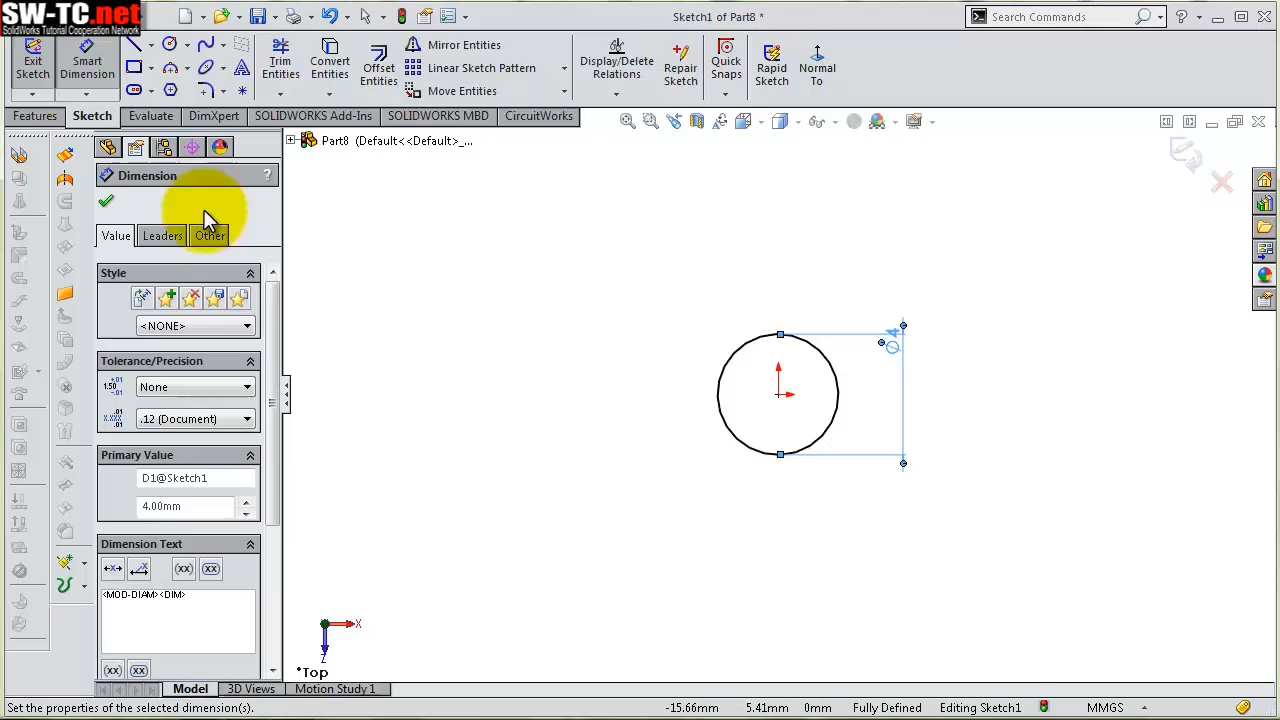 SW-TC.net
SolidWorks Tutorial Cooperation Network
Sketch1 of Part8
Search Commands
Exit Sketch
Smart Dimension
Trim Entities
Convert Entities
Offset Entities
Mirror Entities
Linear Sketch Pattern
Move Entities
Display/Delete Relations
Repair Sketch
Quick Snaps
Rapid Sketch
Normal To
Features
Sketch
Evaluate
DimXpert
SOLIDWORKS Add-Ins
SOLIDWORKS MBD
CircuitWorks
Part8 (Default<<Default>_...
Dimension
?
Value
Leaders
Other
Style
<NONE>
Tolerance/Precision
None
.12 (Document)
Primary Value
D1@Sketch1
4.00mm
Dimension Text
<MOD-DIAM><DIM>
∅4
X
Z
*Top
Model
3D Views
Motion Study 1
Set the properties of the selected dimension(s).
-15.66mm
5.41mm
0mm
Fully Defined
Editing Sketch1
MMGS